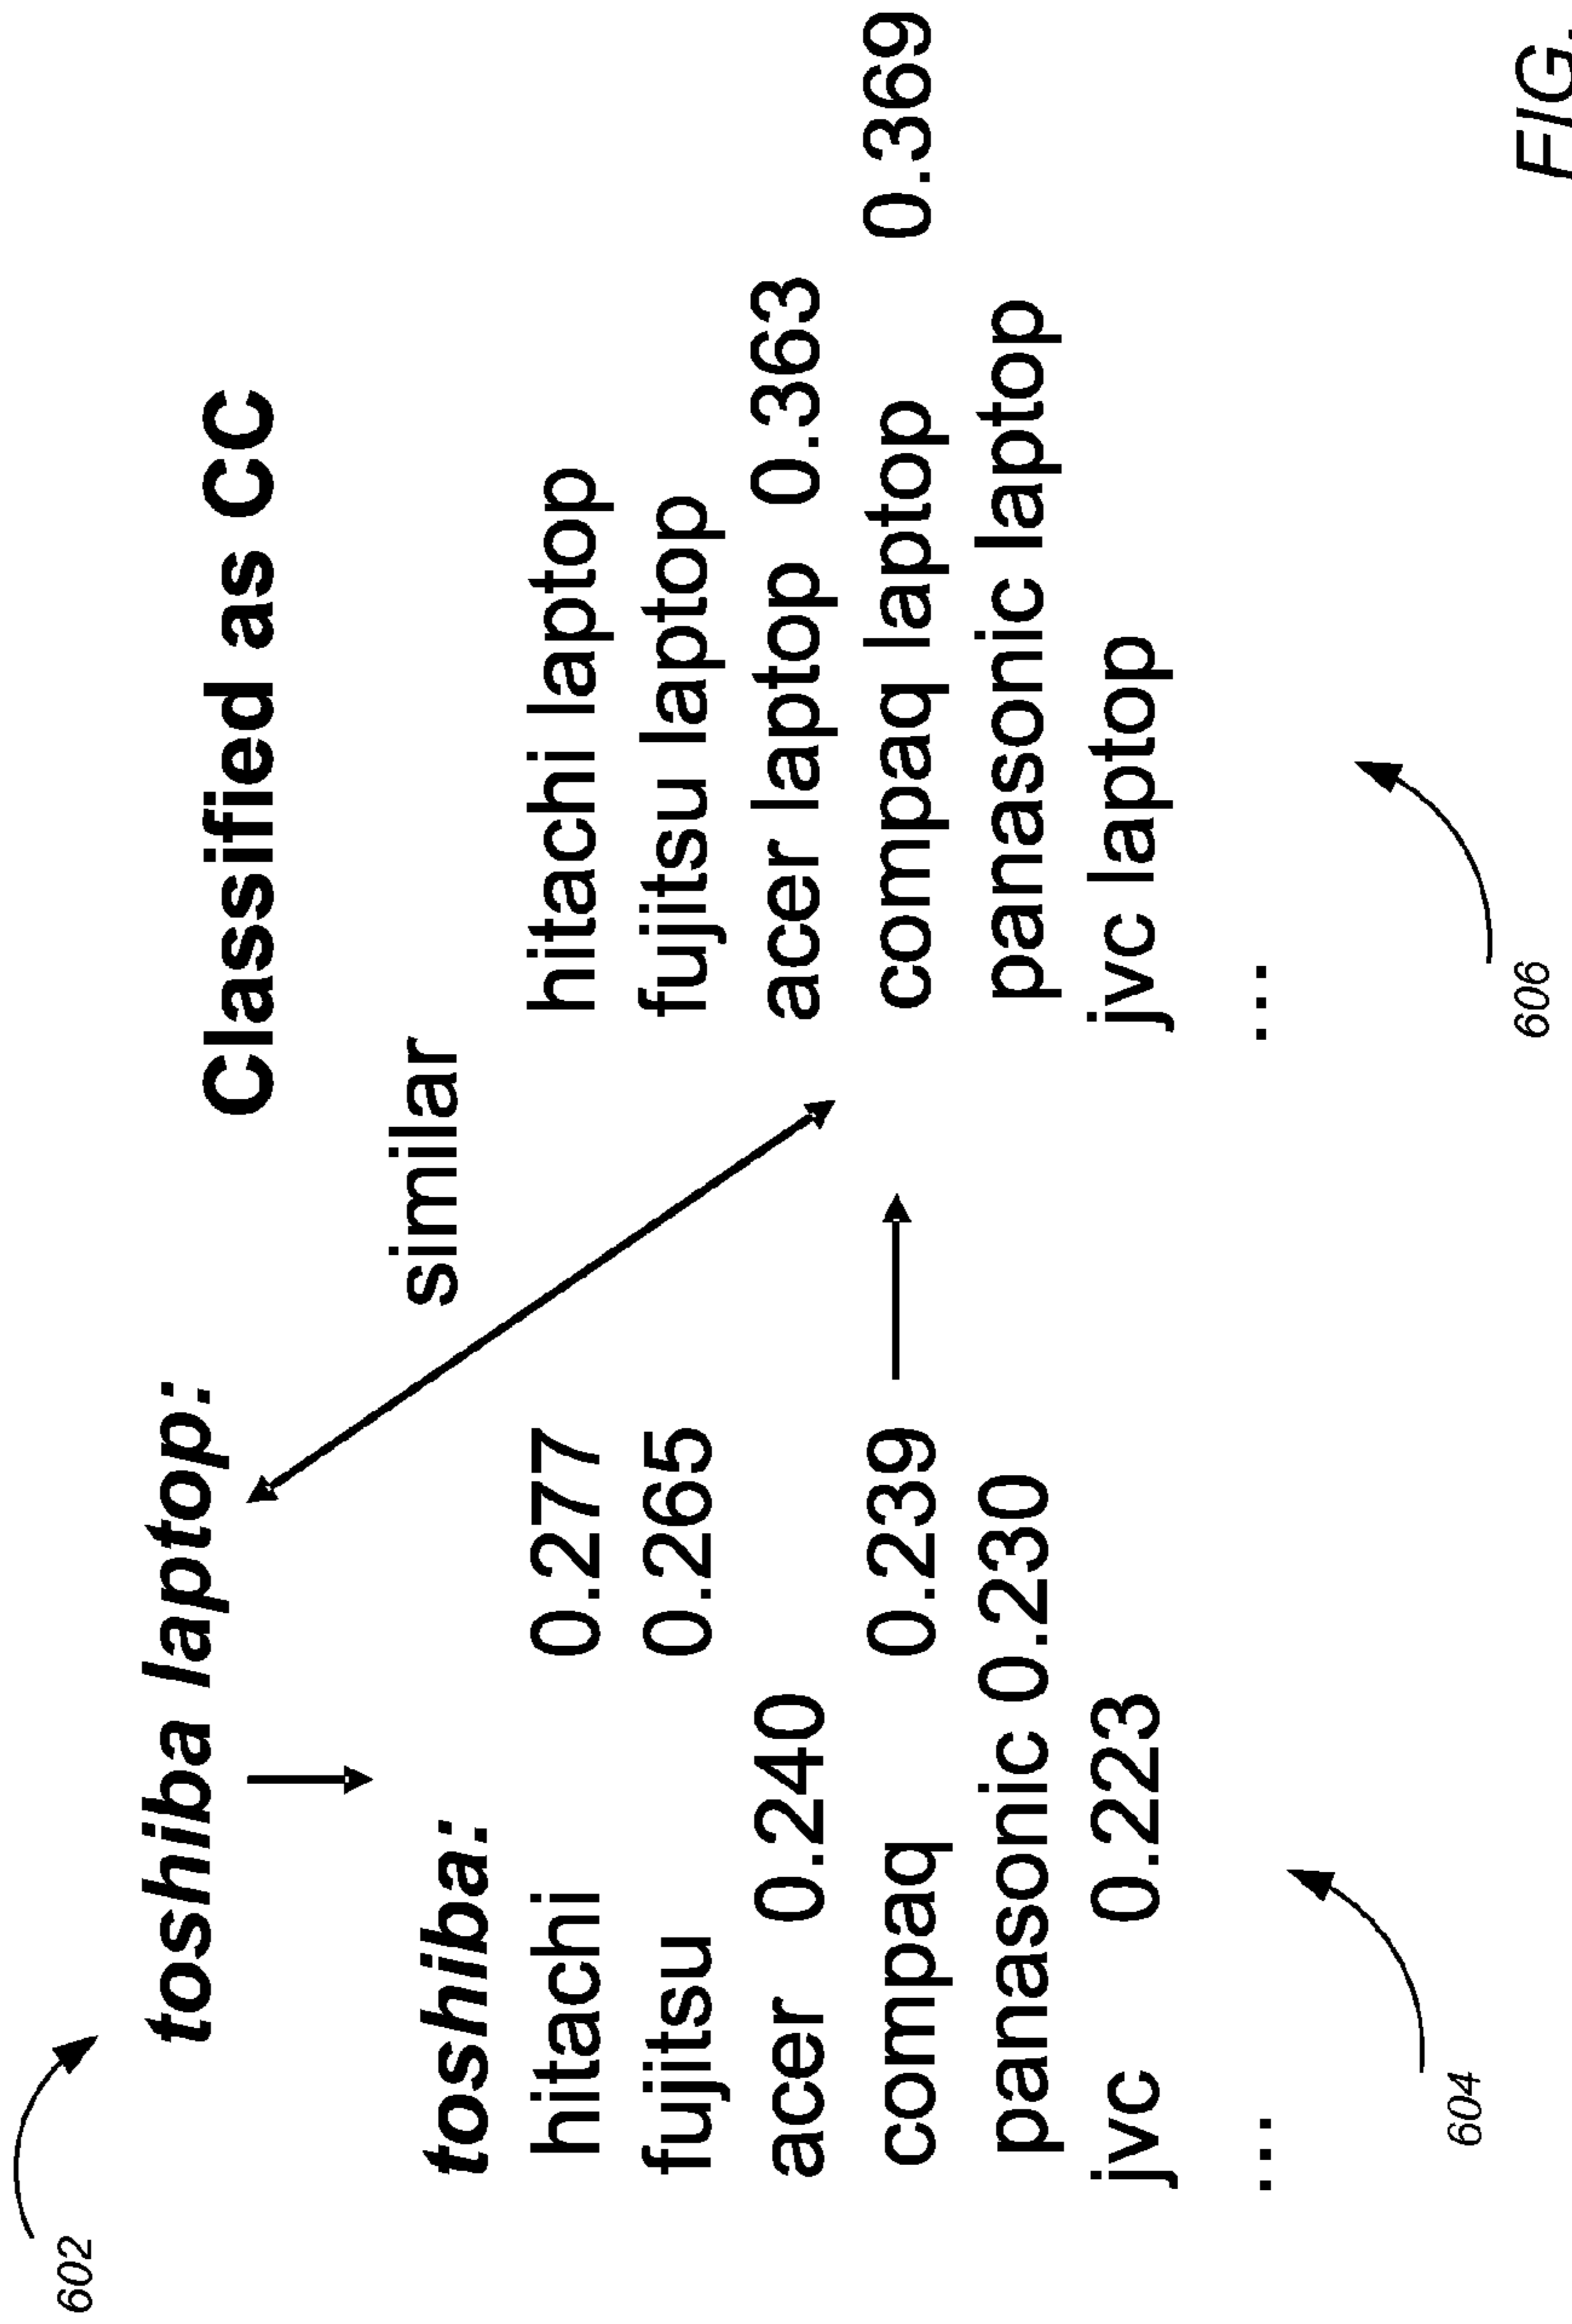 602
toshiba laptop:
Classified as CC
similar
toshiba:
hitachi 0.277
fujitsu 0.265
acer 0.240
compaq 0.239
panasonic 0.230
jvc 0.223
...
604
hitachi laptop
fujitsu laptop
acer laptop 0.363
compaq laptop 0.369
panasonic laptop
jvc laptop
...
606
FIG.